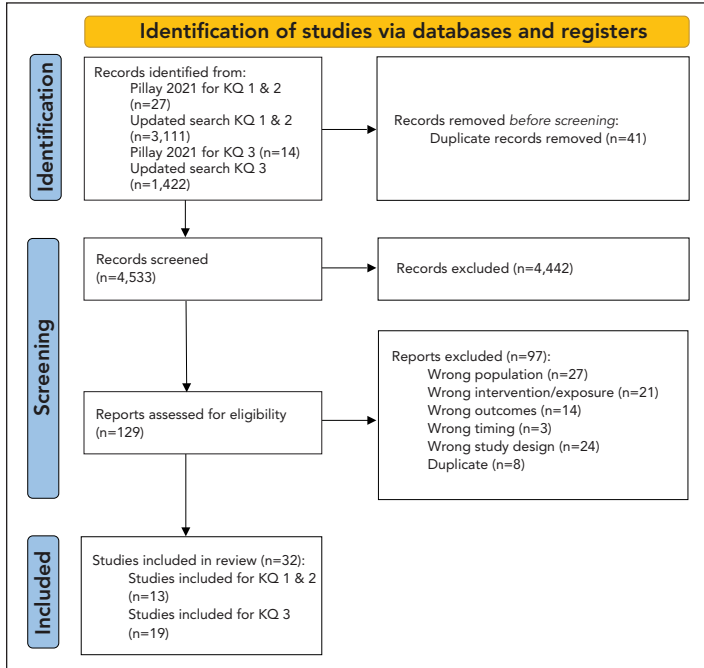 Identification of studies via databases and registers
Identification
Records identified from:
Pillay 2021 for KQ 1 & 2
(n=27)
Updated search KQ 1 & 2
(n=3,111)
Pillay 2021 for KQ 3 (n=14)
Updated search KQ 3
(n=1,422)
Records removed before screening:
Duplicate records removed (n=41)
Screening
Records screened
(n=4,533)
Records excluded (n=4,442)
Reports assessed for eligibility
(n=129)
Reports excluded (n=97):
Wrong population (n=27)
Wrong intervention/exposure (n=21)
Wrong outcomes (n=14)
Wrong timing (n=3)
Wrong study design (n=24)
Duplicate (n=8)
Included
Studies included in review (n=32):
Studies included for KQ 1 & 2
(n=13)
Studies included for KQ 3
(n=19)